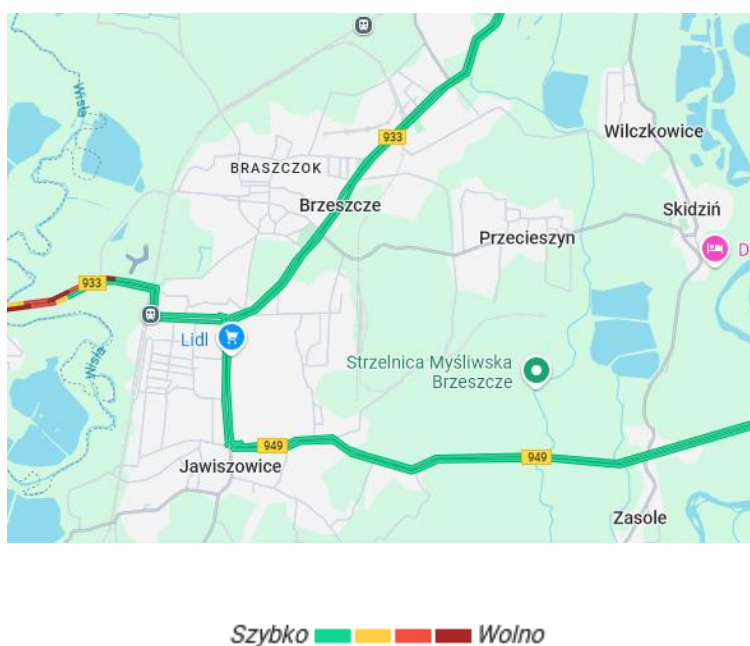 Wisła
933
Wilczkowice
BRASZCZOK
Brzeszcze
Skidziń
Przecieszyn
D
933
Lidl
Wisła
Strzelnica Myśliwska
Brzeszcze
949
Jawiszowice
949
Zasole
Szybko Wolno